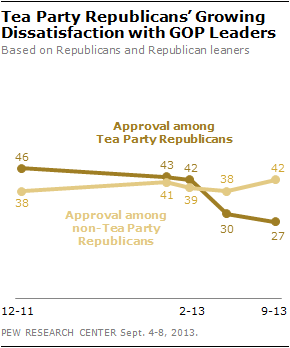 Tea Party Republicans' Growing
Dissatisfaction with GOP Leaders
Based on Republicans and Republican leaners
Approval among
Tea Party Republicans
46
43
42
38
42
38
41
39
30
27
Approval among
non-Tea Party
Republicans
12-11
2-13
9-13
PEW RESEARCH CENTER Sept. 4-8, 2013.